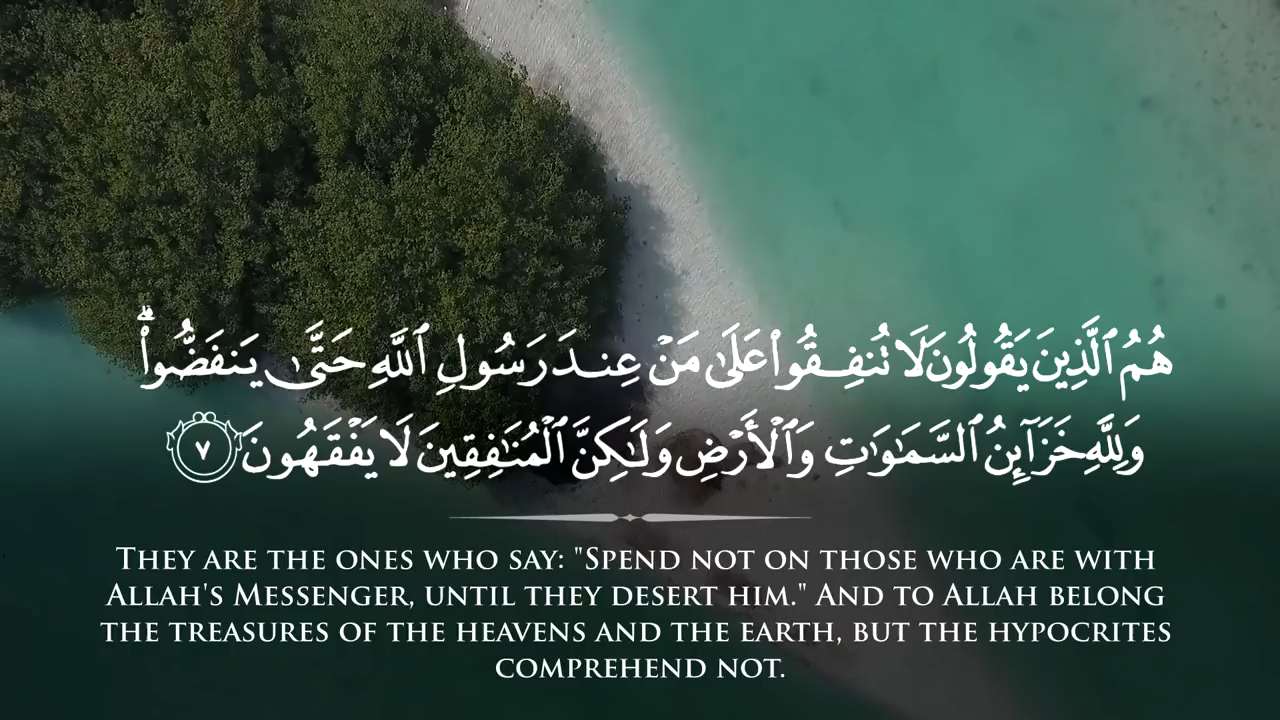 هُمُ ٱلَّذِينَ يَقُولُونَ لَا تُنفِقُوا۟ عَلَىٰ مَنْ عِندَ رَسُولِ ٱللَّهِ حَتَّىٰ يَنفَضُّوا۟ ۗ
وَلِلَّهِ خَزَآئِنُ ٱلسَّمَـٰوَٰتِ وَٱلْأَرْضِ وَلَـٰكِنَّ ٱلْمُنَـٰفِقِينَ لَا يَفْقَهُونَ ٧
They are the ones who say: "Spend not on those who are with
Allah's Messenger, until they desert him." And to Allah belong
the treasures of the heavens and the earth, but the hypocrites
comprehend not.